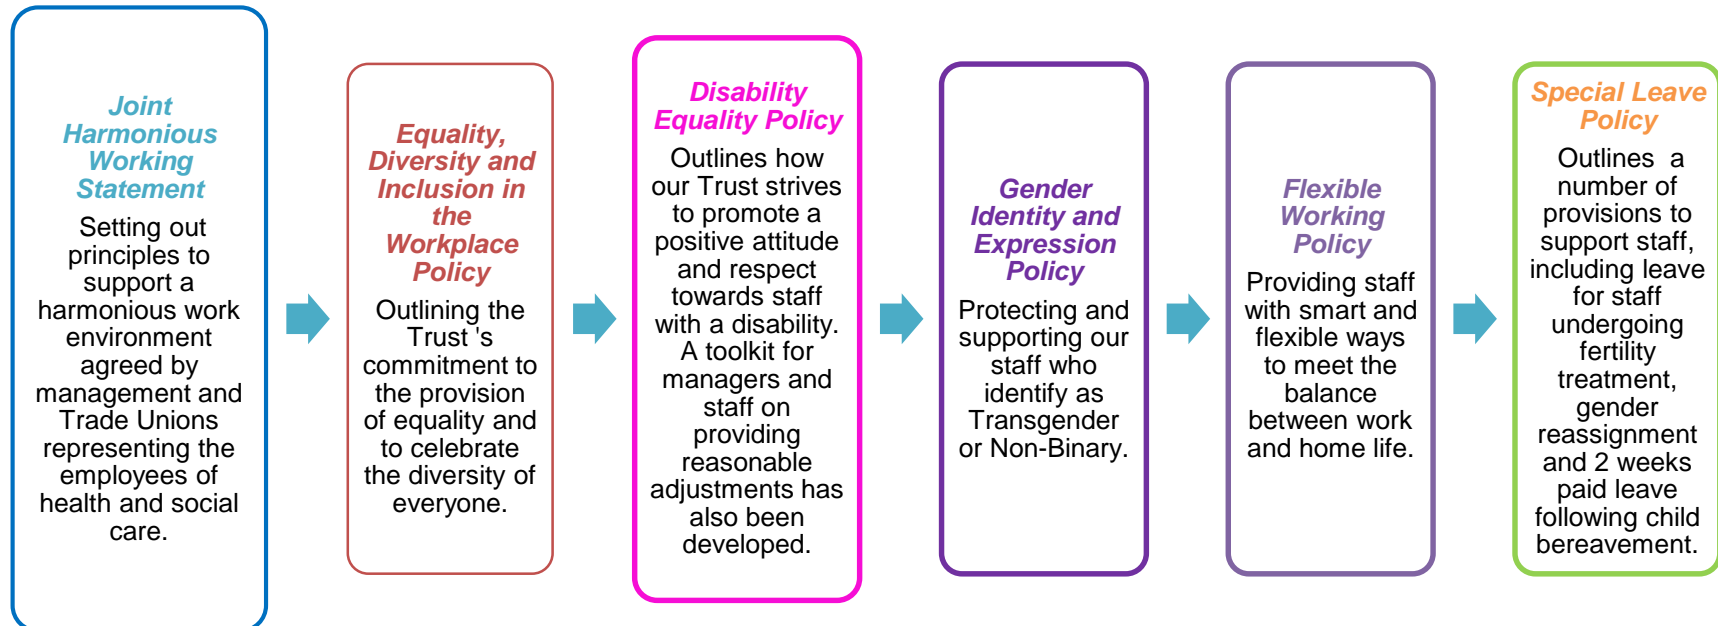 Joint
Harmonious
Working
Statement
Setting out
principles to
support a
harmonious work
environment
agreed by
management and
Trade Unions
representing the
employees of
health and social
care.
Equality,
Diversity and
Inclusion in
the
Workplace
Policy
Outlining the
Trust 's
commitment to
the provision
of equality and
to celebrate
the diversity of
everyone.
Disability
Equality Policy
Outlines how
our Trust strives
to promote a
positive attitude
and respect
towards staff
with a disability.
A toolkit for
managers and
staff on
providing
reasonable
adjustments has
also been
developed.
Gender
Identity and
Expression
Policy
Protecting and
supporting our
staff who
identify as
Transgender
or Non-Binary.
Flexible
Working
Policy
Providing staff
with smart and
flexible ways
to meet the
balance
between work
and home life.
Special Leave
Policy
Outlines  a
number of
provisions to
support staff,
including leave
for staff
undergoing
fertility
treatment,
gender
reassignment
and 2 weeks
paid leave
following child
bereavement.